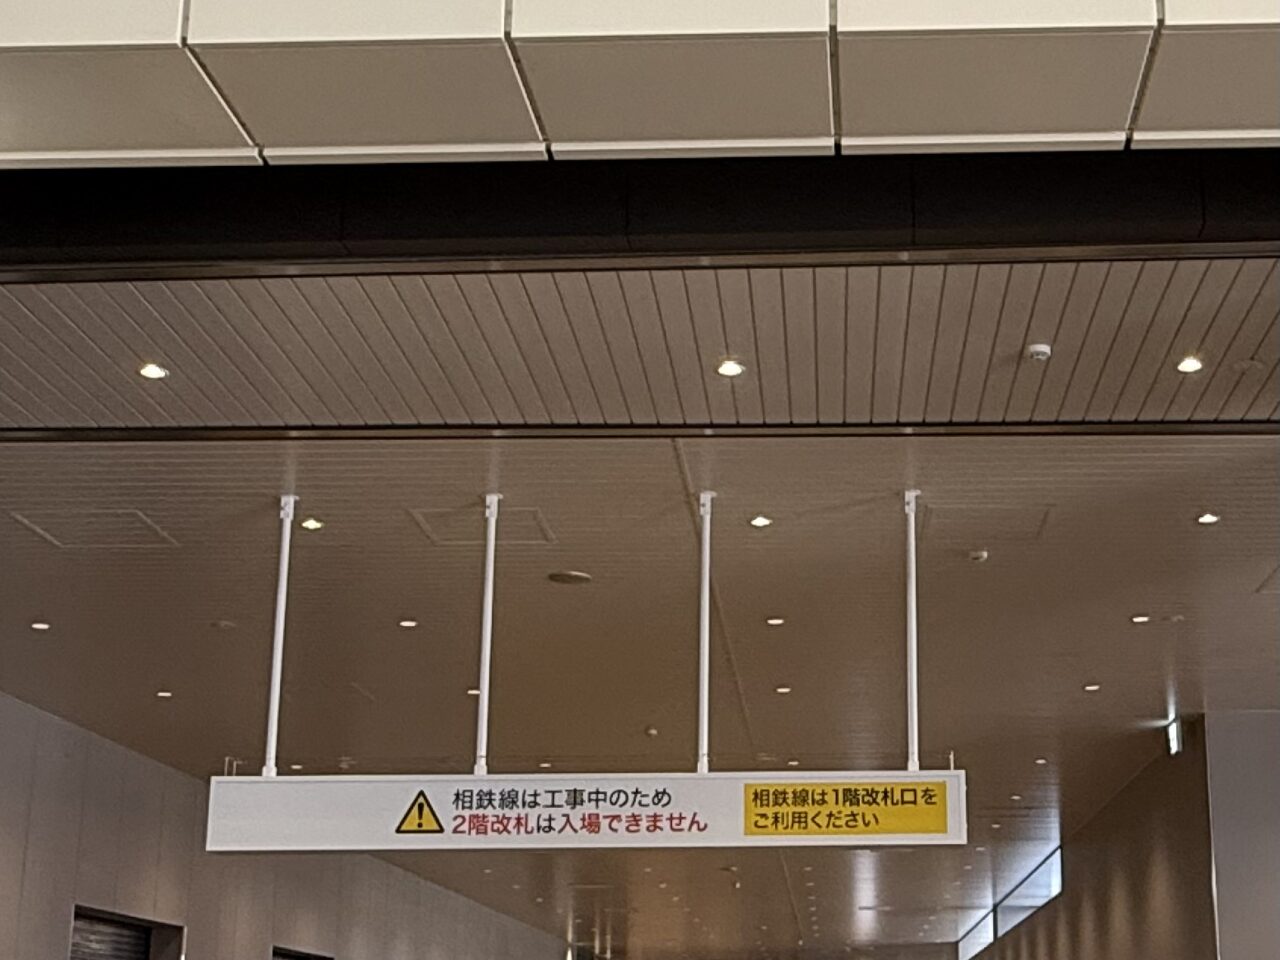 相鉄線は工事中のため
2階改札は入場できません
相鉄線は1階改札口を
ご利用ください